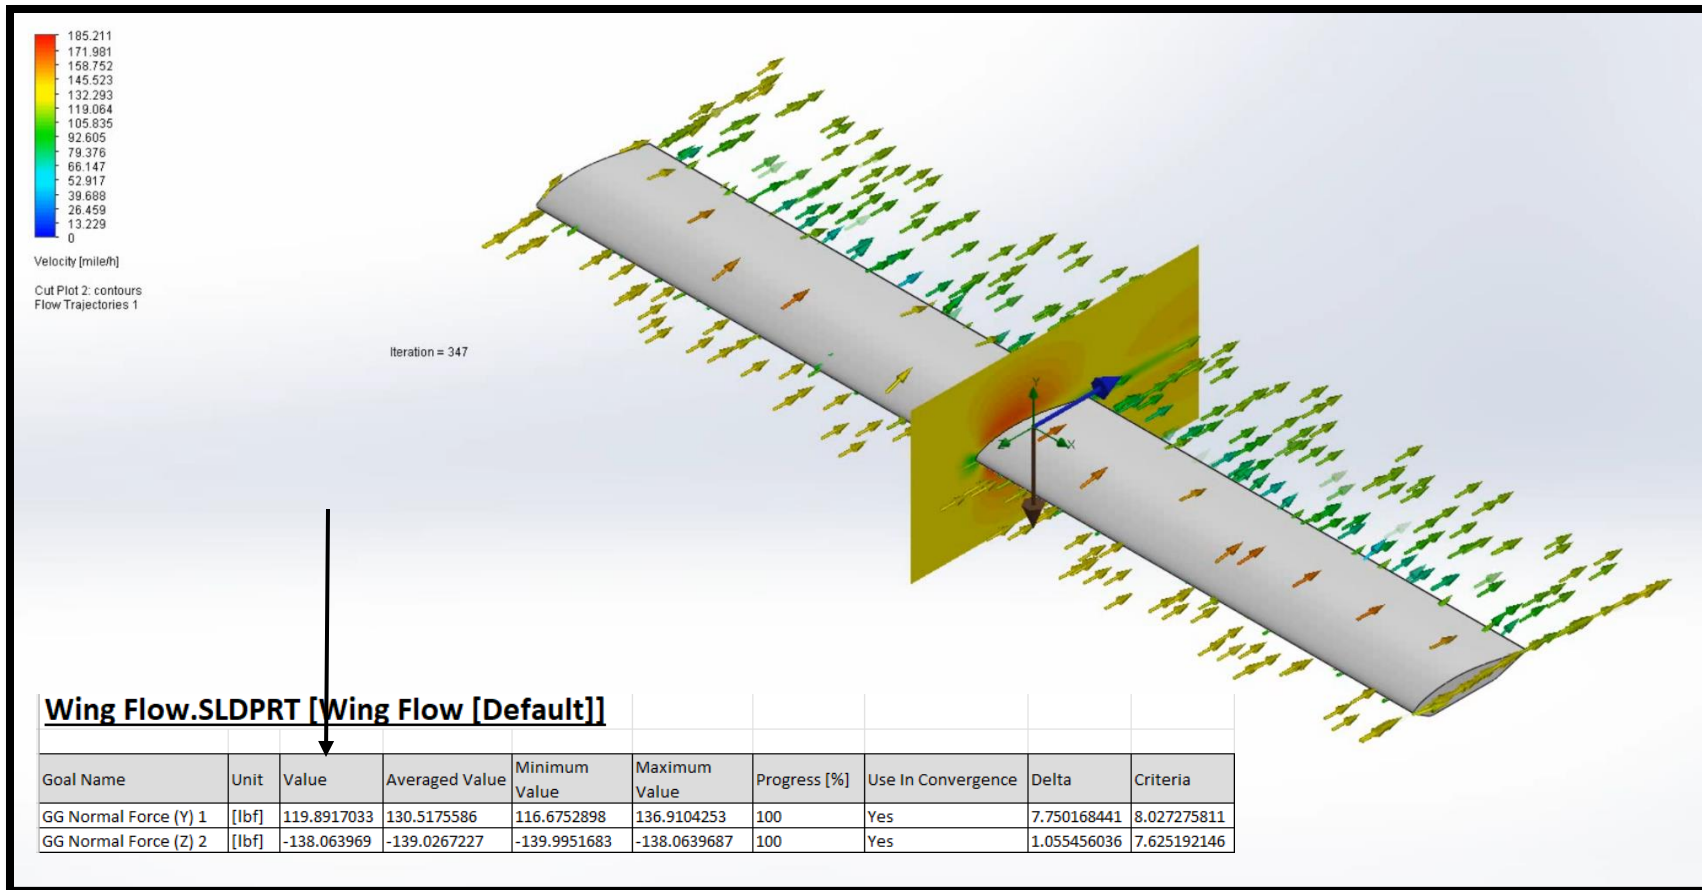 185.211
171.981
158.752
145.523
132.293
119.064
105.835
92.605
79.376
66.147
52.917
39.688
26.459
13.229
0
Velocity [mile/h]
Cut Plot 2: contours
Flow Trajectories 1
Iteration = 347
Y
Z
X
Wing Flow.SLDPRT [Wing Flow [Default]]
Goal Name Unit Value Averaged Value Minimum Value Maximum Value Progress [%] Use In Convergence Delta Criteria
GG Normal Force (Y) 1 [lbf] 119.8917033 130.5175586 116.6752898 136.9104253 100 Yes 7.750168441 8.027275811
GG Normal Force (Z) 2 [lbf] -138.063969 -139.0267227 -139.9951683 -138.0639687 100 Yes 1.055456036 7.625192146